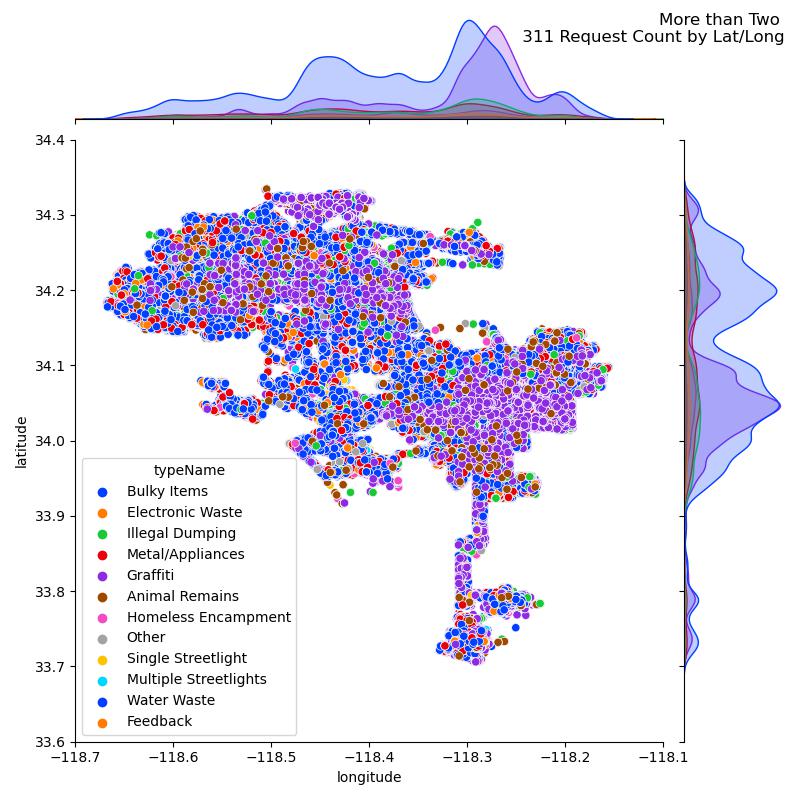 More than Two
311 Request Count by Lat/Long
34.4
34.3
34.2
34.1
34.0
33.9
33.8
33.7
33.6
latitude
typeName
Bulky Items
Electronic Waste
Illegal Dumping
Metal/Appliances
Graffiti
Animal Remains
Homeless Encampment
Other
Single Streetlight
Multiple Streetlights
Water Waste
Feedback
−118.7 −118.6 −118.5 −118.4 −118.3 −118.2 −118.1
longitude